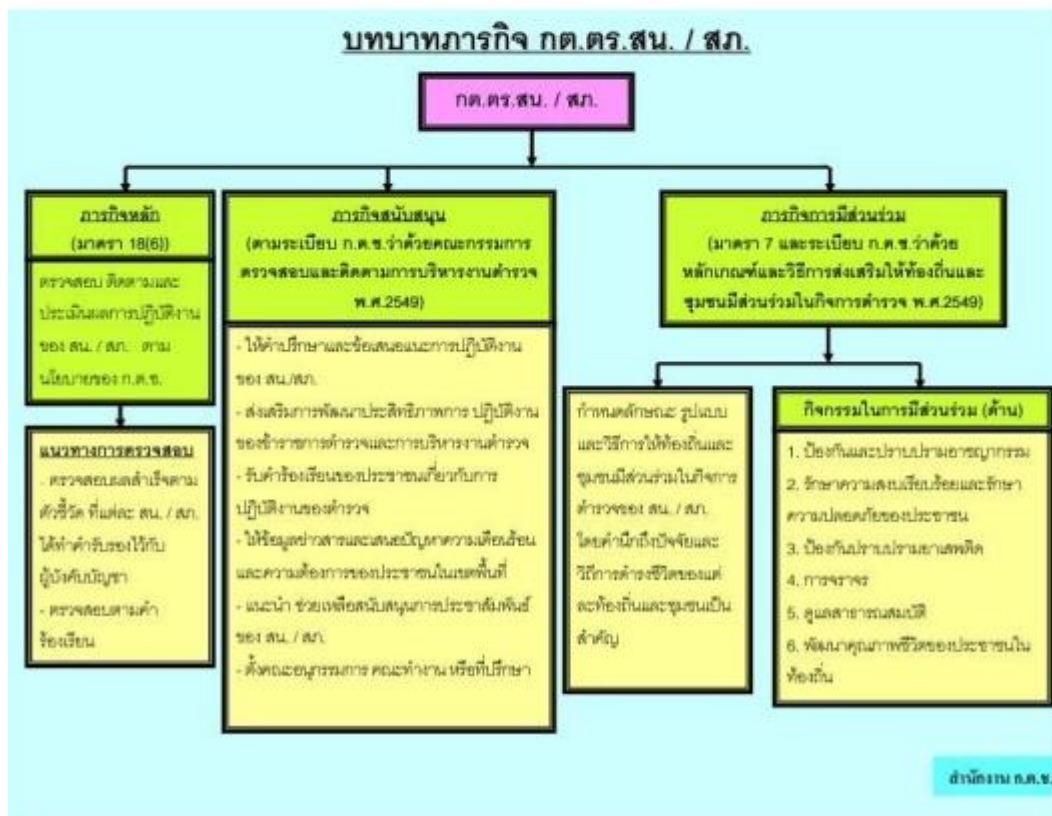 บทบาทภารกิจ กต.ตร.สน. / สภ.
กต.ตร.สน. / สภ.
ภารกิจหลัก
(มาตรา 18(6))
ตรวจสอบ ติดตามและ
ประเมินผลการปฏิบัติงาน
ของ สน. / สภ. ตาม
นโยบายของ ก.ต.ช.
แนวทางการตรวจสอบ
- ตรวจสอบผลสำเร็จตาม
ตัวชี้วัด ที่แต่ละ สน. / สภ.
ได้ทำคำรับรองไว้กับ
ผู้บังคับบัญชา
- ตรวจสอบตามคำ
ร้องเรียน
ภารกิจสนับสนุน
(ตามระเบียบ ก.ต.ช.ว่าด้วยคณะกรรมการ
ตรวจสอบและติดตามการบริหารงานตำรวจ
พ.ศ.2549)
- ให้คำปรึกษาและข้อเสนอแนะการปฏิบัติงาน
ของ สน./สภ.
- ส่งเสริมการพัฒนาประสิทธิภาพการ ปฏิบัติงาน
ของข้าราชการตำรวจและการบริหารงานตำรวจ
- รับคำร้องเรียนของประชาชนเกี่ยวกับการ
ปฏิบัติงานของตำรวจ
- ให้ข้อมูลข่าวสารและเสนอปัญหาความเดือนร้อน
และความต้องการของประชาชนในเขตพื้นที่
- แนะนำ ช่วยเหลือสนับสนุนการประชาสัมพันธ์
ของ สน. / สภ.
- ตั้งคณะอนุกรรมการ คณะทำงาน หรือที่ปรึกษา
ภารกิจการมีส่วนร่วม
(มาตรา 7 และระเบียบ ก.ต.ช.ว่าด้วย
หลักเกณฑ์และวิธีการส่งเสริมให้ท้องถิ่นและ
ชุมชนมีส่วนร่วมในกิจการตำรวจ พ.ศ.2549)
กำหนดลักษณะ รูปแบบ
และวิธีการให้ท้องถิ่นและ
ชุมชนมีส่วนร่วมในกิจการ
ตำรวจของ สน. / สภ.
โดยคำนึกถึงปัจจัยและ
วิถีการดำรงชีวิตของแต่
ละท้องถิ่นและชุมชนเป็น
สำคัญ
กิจกรรมในการมีส่วนร่วม (ด้าน)
1. ป้องกันและปราบปรามอาชญากรรม
2. รักษาความสงบเรียบร้อยและรักษา
ความปลอดภัยของประชาชน
3. ป้องกันปราบปรามยาเสพติด
4. การจราจร
5. ดูแลสาธารณสมบัติ
6. พัฒนาคุณภาพชีวิตของประชาชนใน
ท้องถิ่น
สำนักงาน ก.ต.ช.